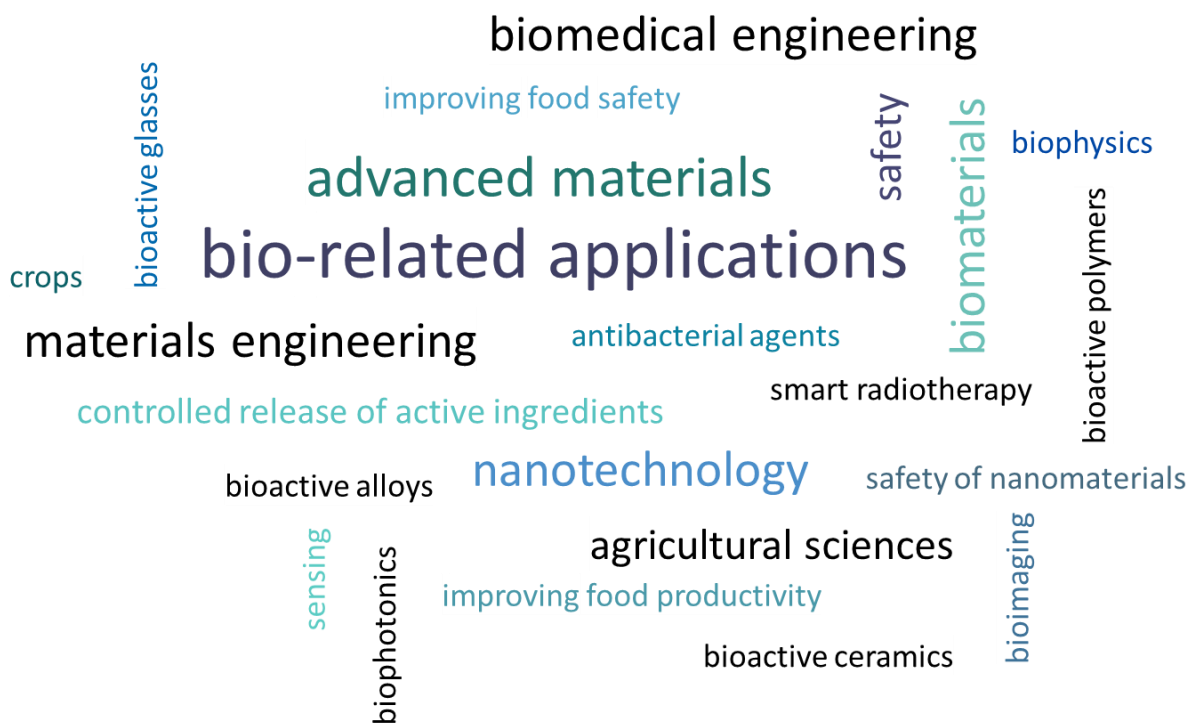 biomedical engineering
improving food safety
bioactive glasses
safety
biomaterials
biophysics
advanced materials
bio-related applications
bioactive polymers
crops
materials engineering
antibacterial agents
smart radiotherapy
controlled release of active ingredients
nanotechnology
safety of nanomaterials
bioactive alloys
sensing
biophotonics
agricultural sciences
bioimaging
improving food productivity
bioactive ceramics